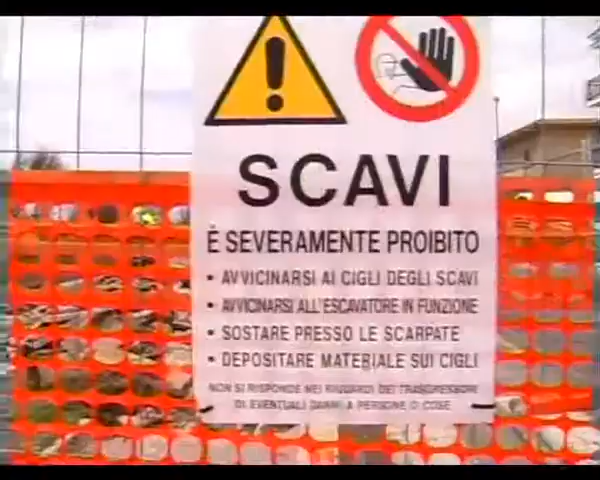 SCAVI
È SEVERAMENTE PROIBITO
• AVVICINARSI AI CIGLI DEGLI SCAVI
• AVVICINARSI ALL'ESCAVATORE IN FUNZIONE
• SOSTARE PRESSO LE SCARPATE
• DEPOSITARE MATERIALE SUI CIGLI
NON SI RISPONDE NEI RIGUARDI DEI TRASGRESSORI
DI EVENTUALI DANNI A PERSONE O COSE